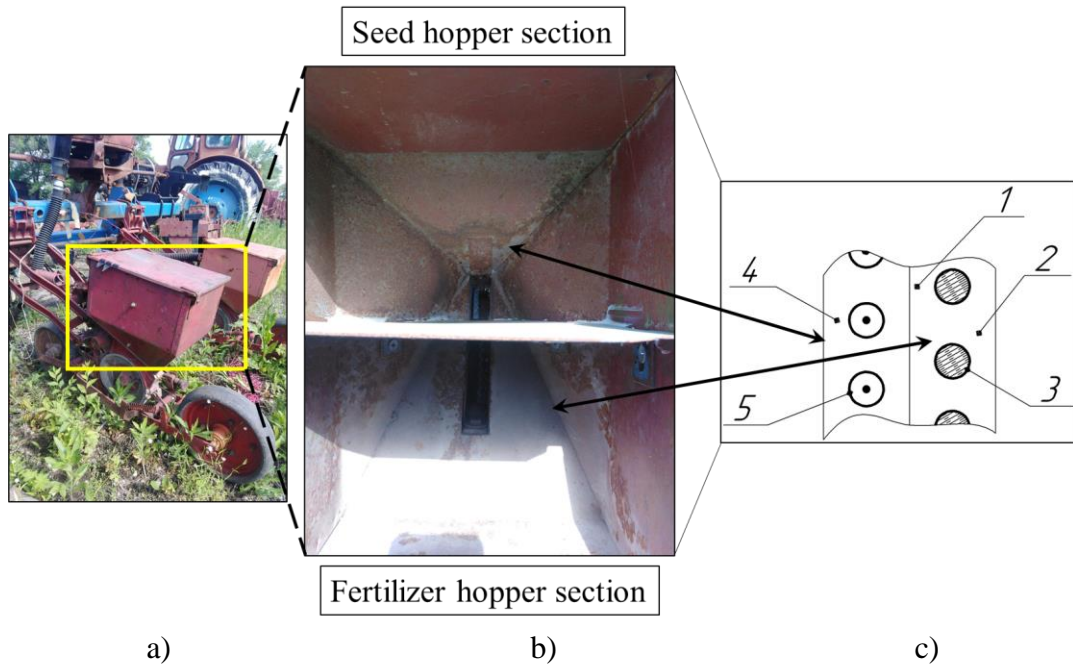 Seed hopper section
1
2
4
5
3
Fertilizer hopper section
a)
b)
c)